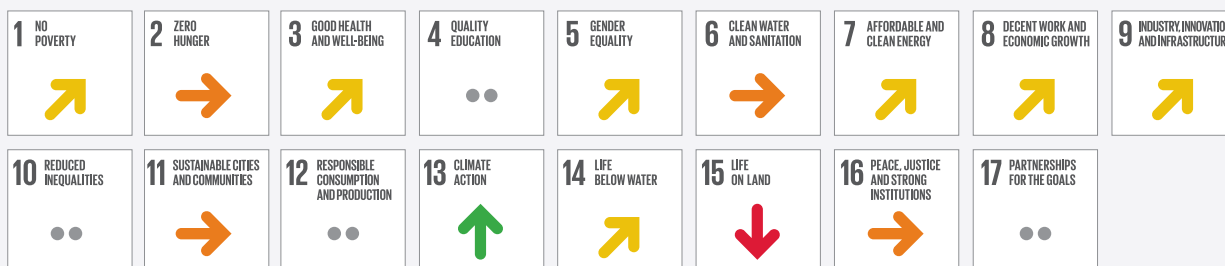 1 NO
POVERTY
2 ZERO
HUNGER
3 GOOD HEALTH
AND WELL-BEING
4 QUALITY
EDUCATION
5 GENDER
EQUALITY
6 CLEAN WATER
AND SANITATION
7 AFFORDABLE AND
CLEAN ENERGY
8 DECENT WORK AND
ECONOMIC GROWTH
9 INDUSTRY, INNOVATIO
AND INFRASTRUCTUR
10 REDUCED
INEQUALITIES
11 SUSTAINABLE CITIES
AND COMMUNITIES
12 RESPONSIBLE
CONSUMPTION
AND PRODUCTION
13 CLIMATE
ACTION
14 LIFE
BELOW WATER
15 LIFE
ON LAND
16 PEACE, JUSTICE
AND STRONG
INSTITUTIONS
17 PARTNERSHIPS
FOR THE GOALS